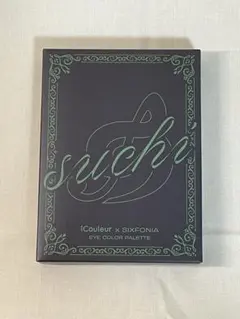 suchi
iCouleur x SIXFONIA
EYE COLOR PALETTE